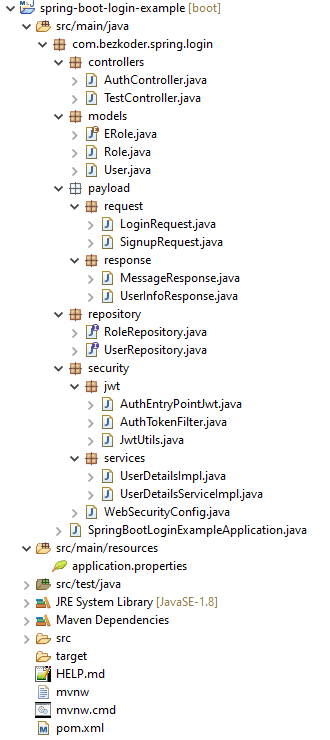 spring-boot-login-example [boot]
src/main/java
com.bezkoder.spring.login
controllers
AuthController.java
TestController.java
models
ERole.java
Role.java
User.java
payload
request
LoginRequest.java
SignupRequest.java
response
MessageResponse.java
UserInfoResponse.java
repository
RoleRepository.java
UserRepository.java
security
jwt
AuthEntryPointJwt.java
AuthTokenFilter.java
JwtUtils.java
services
UserDetailsImpl.java
UserDetailsServiceImpl.java
WebSecurityConfig.java
SpringBootLoginExampleApplication.java
src/main/resources
application.properties
src/test/java
JRE System Library [JavaSE-1.8]
Maven Dependencies
src
target
HELP.md
mvnw
mvnw.cmd
pom.xml